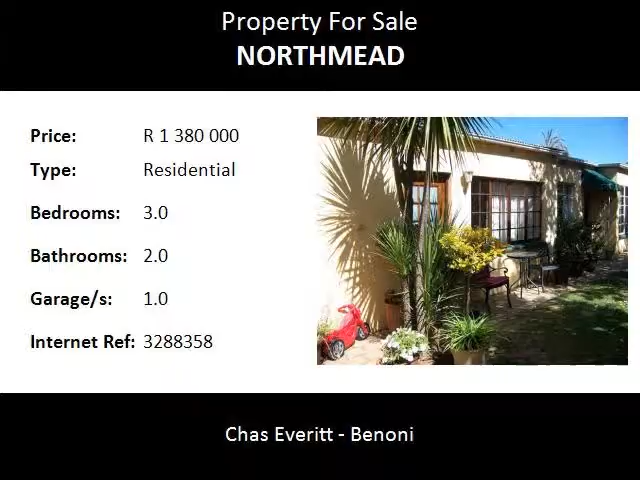 Property For Sale
NORTHMEAD
Price: R 1 380 000
Type: Residential
Bedrooms: 3.0
Bathrooms: 2.0
Garage/s: 1.0
Internet Ref: 3288358
Chas Everitt - Benoni